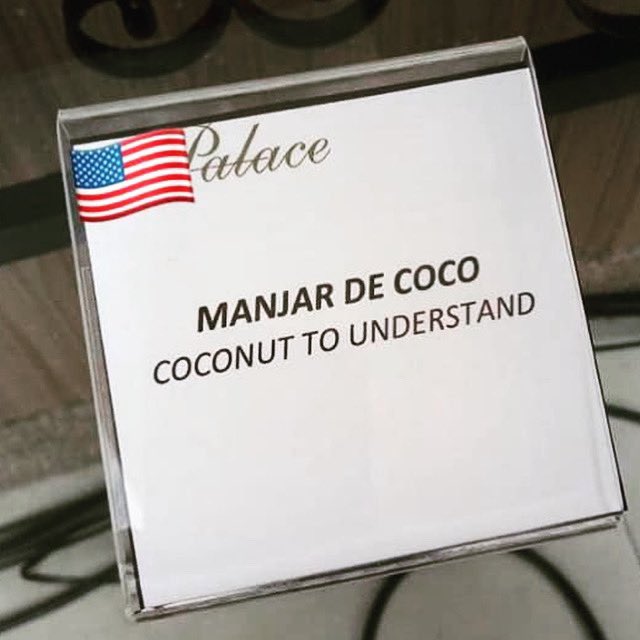 Palace
MANJAR DE COCO
COCONUT TO UNDERSTAND